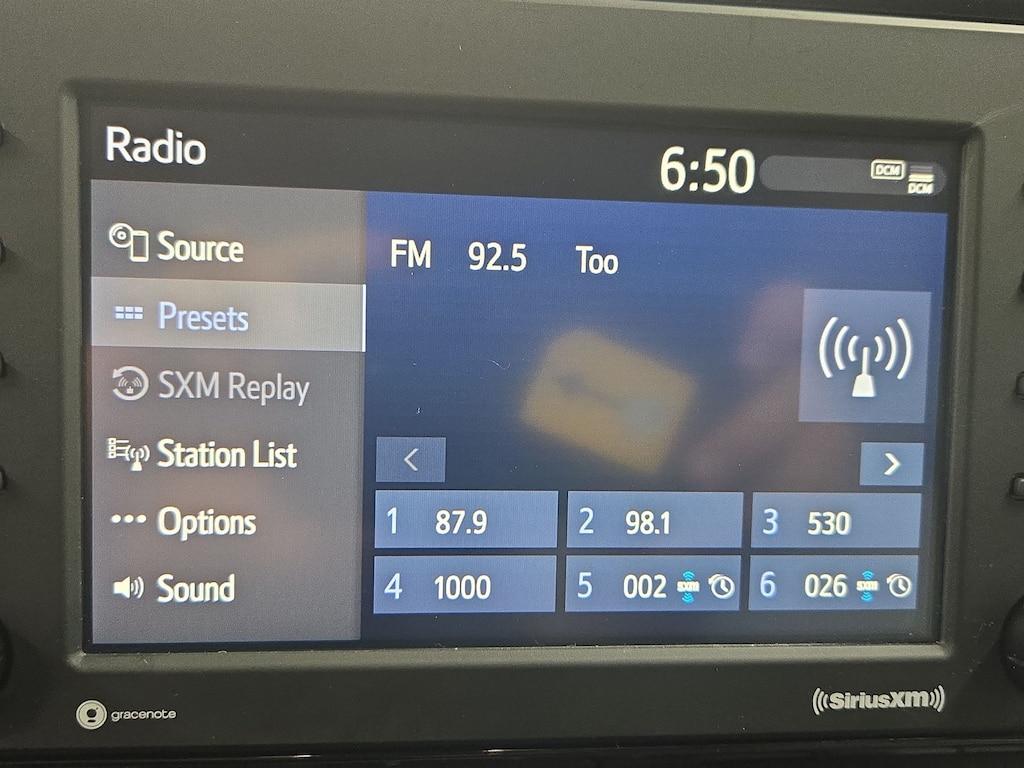 Radio
6:50
DCM
DCM
Source
FM 92.5 Too
Presets
SXM Replay
Station List
Options
Sound
<
>
1 87.9
2 98.1
3 530
4 1000
5 002 SXM
6 026 SXM
gracenote
((SiriusXM))